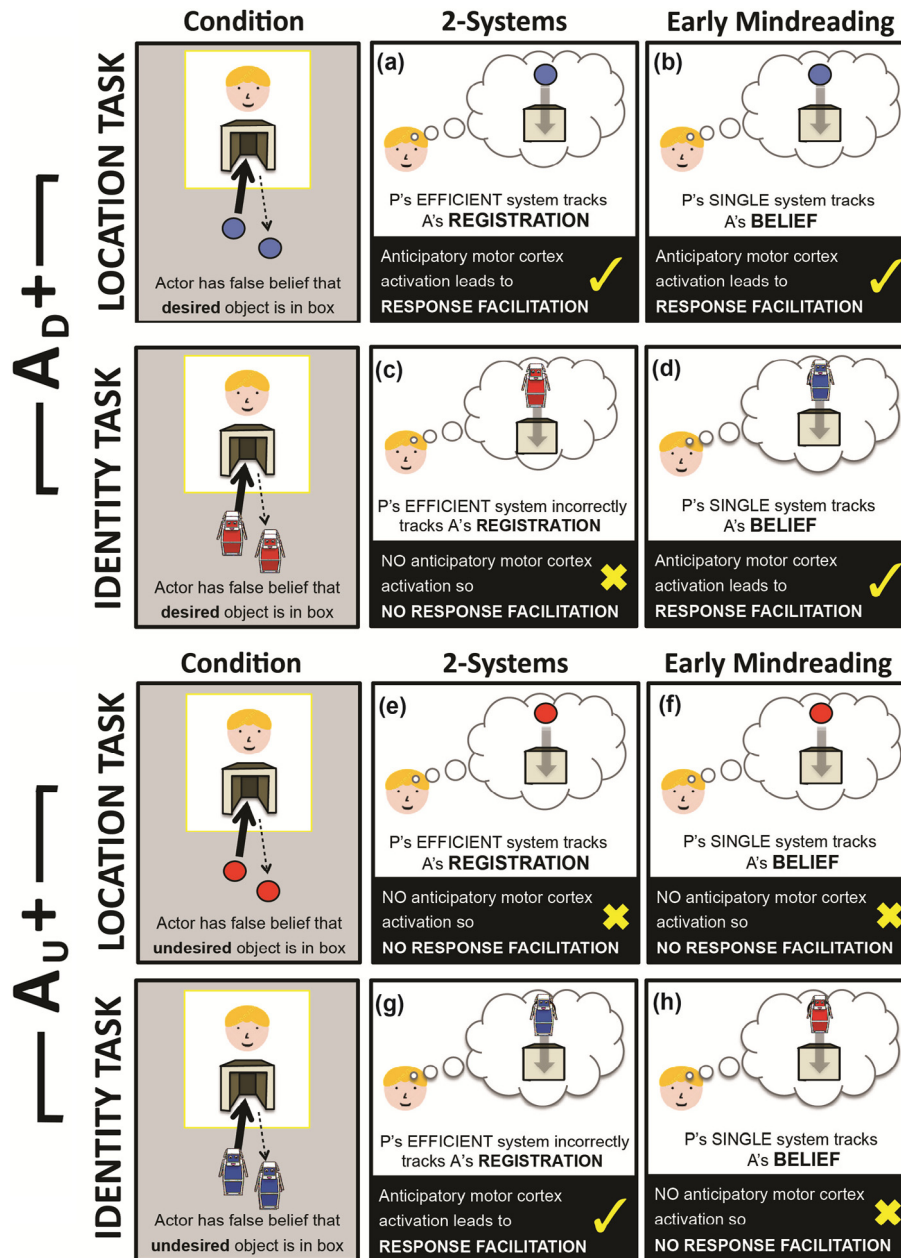 Condition
2-Systems
Early Mindreading
A_D+
LOCATION TASK
Actor has false belief that
desired object is in box
(a)
P's EFFICIENT system tracks
A's REGISTRATION
Anticipatory motor cortex
activation leads to
RESPONSE FACILITATION
(b)
P's SINGLE system tracks
A's BELIEF
Anticipatory motor cortex
activation leads to
RESPONSE FACILITATION
IDENTITY TASK
Actor has false belief that
desired object is in box
(c)
P's EFFICIENT system incorrectly
tracks A's REGISTRATION
NO anticipatory motor cortex
activation so
NO RESPONSE FACILITATION
(d)
P's SINGLE system tracks
A's BELIEF
Anticipatory motor cortex
activation leads to
RESPONSE FACILITATION
Condition
2-Systems
Early Mindreading
A_U+
LOCATION TASK
Actor has false belief that
undesired object is in box
(e)
P's EFFICIENT system tracks
A's REGISTRATION
NO anticipatory motor cortex
activation so
NO RESPONSE FACILITATION
(f)
P's SINGLE system tracks
A's BELIEF
NO anticipatory motor cortex
activation so
NO RESPONSE FACILITATION
IDENTITY TASK
Actor has false belief that
undesired object is in box
(g)
P's EFFICIENT system incorrectly
tracks A's REGISTRATION
Anticipatory motor cortex
activation leads to
RESPONSE FACILITATION
(h)
P's SINGLE system tracks
A's BELIEF
NO anticipatory motor cortex
activation so
NO RESPONSE FACILITATION